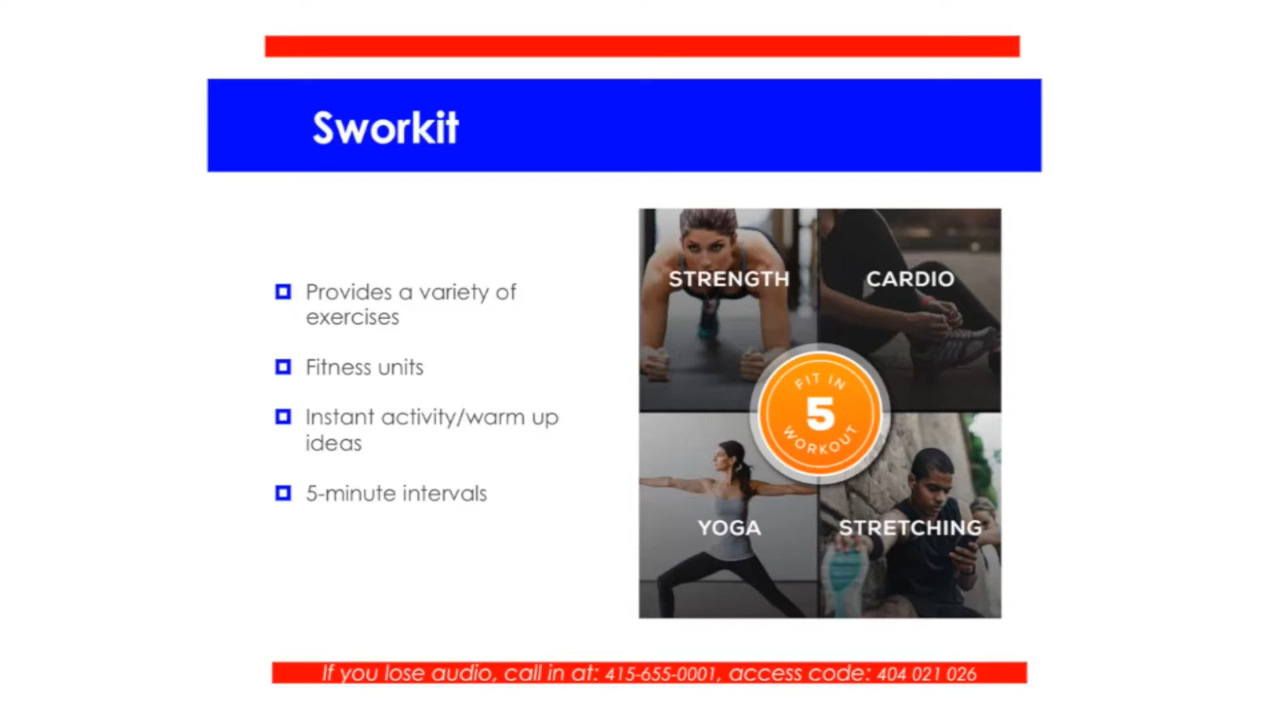 Sworkit
Provides a variety of
exercises
Fitness units
Instant activity/warm up
ideas
5-minute intervals
STRENGTH
CARDIO
FIT IN
5
WORKOUT
YOGA
STRETCHING
If you lose audio, call in at: 415-655-0001, access code: 404 021 026